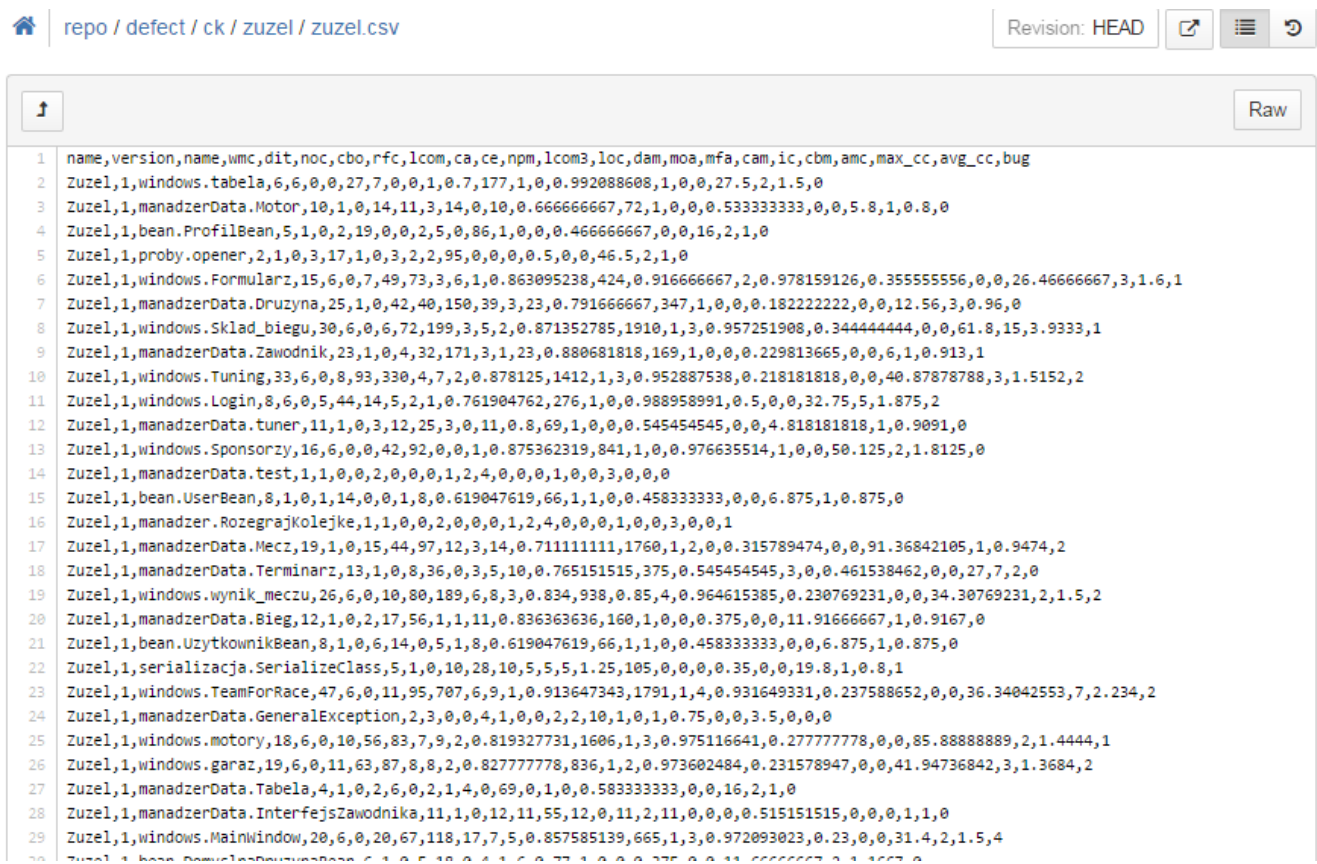 repo / defect / ck / zuzel / zuzel.csv
Revision: HEAD
Raw
1 name,version,name,wmc,dit,noc,cbo,rfc,lcom,ca,ce,npm,lcom3,loc,dam,moa,mfa,cam,ic,cbm,amc,max_cc,avg_cc,bug
2 Zuzel,1,windows.tabela,6,6,0,0,27,7,0,0,1,0.7,177,1,0,0.992088608,1,0,0,27.5,2,1.5,0
3 Zuzel,1,manadzerData.Motor,10,1,0,14,11,3,14,0,10,0.666666667,72,1,0,0,0.533333333,0,0,5.8,1,0.8,0
4 Zuzel,1,bean.ProfilBean,5,1,0,2,19,0,0,2,5,0,86,1,0,0,0.466666667,0,0,16,2,1,0
5 Zuzel,1,proby.opener,2,1,0,3,17,1,0,3,2,2,95,0,0,0,0.5,0,0,46.5,2,1,0
6 Zuzel,1,windows.Formularz,15,6,0,7,49,73,3,6,1,0.863095238,424,0.916666667,2,0.978159126,0.355555556,0,0,26.46666667,3,1.6,1
7 Zuzel,1,manadzerData.Druzyna,25,1,0,42,40,150,39,3,23,0.791666667,347,1,0,0,0.182222222,0,0,12.56,3,0.96,0
8 Zuzel,1,windows.Sklad_biegu,30,6,0,6,72,199,3,5,2,0.871352785,1910,1,3,0.957251908,0.344444444,0,0,61.8,15,3.9333,1
9 Zuzel,1,manadzerData.Zawodnik,23,1,0,4,32,171,3,1,23,0.880681818,169,1,0,0,0.229813665,0,0,6,1,0.913,1
10 Zuzel,1,windows.Tuning,33,6,0,8,93,330,4,7,2,0.878125,1412,1,3,0.952887538,0.218181818,0,0,40.87878788,3,1.5152,2
11 Zuzel,1,windows.Login,8,6,0,5,44,14,5,2,1,0.761904762,276,1,0,0.988958991,0.5,0,0,32.75,5,1.875,2
12 Zuzel,1,manadzerData.tuner,11,1,0,3,12,25,3,0,11,0.8,69,1,0,0,0.545454545,0,0,4.818181818,1,0.9091,0
13 Zuzel,1,windows.Sponsorzy,16,6,0,0,42,92,0,0,1,0.875362319,841,1,0,0.976635514,1,0,0,50.125,2,1.8125,0
14 Zuzel,1,manadzerData.test,1,1,0,0,2,0,0,0,1,2,4,0,0,0,1,0,0,3,0,0,0
15 Zuzel,1,bean.UserBean,8,1,0,1,14,0,0,1,8,0.619047619,66,1,1,0,0.458333333,0,0,6.875,1,0.875,0
16 Zuzel,1,manadzer.RozegrajKolejke,1,1,0,0,2,0,0,0,1,2,4,0,0,0,1,0,0,3,0,0,1
17 Zuzel,1,manadzerData.Mecz,19,1,0,15,44,97,12,3,14,0.711111111,1760,1,2,0,0.315789474,0,0,91.36842105,1,0.9474,2
18 Zuzel,1,manadzerData.Terminarz,13,1,0,8,36,0,3,5,10,0.765151515,375,0.545454545,3,0,0.461538462,0,0,27,7,2,0
19 Zuzel,1,windows.wynik_meczu,26,6,0,10,80,189,6,8,3,0.834,938,0.85,4,0.964615385,0.230769231,0,0,34.30769231,2,1.5,2
20 Zuzel,1,manadzerData.Bieg,12,1,0,2,17,56,1,1,11,0.836363636,160,1,0,0,0.375,0,0,11.91666667,1,0.9167,0
21 Zuzel,1,bean.UzytkownikBean,8,1,0,6,14,0,5,1,8,0.619047619,66,1,1,0,0.458333333,0,0,6.875,1,0.875,0
22 Zuzel,1,serializacja.SerializeClass,5,1,0,10,28,10,5,5,5,1.25,105,0,0,0,0.35,0,0,19.8,1,0.8,1
23 Zuzel,1,windows.TeamForRace,47,6,0,11,95,707,6,9,1,0.913647343,1791,1,4,0.931649331,0.237588652,0,0,36.34042553,7,2.234,2
24 Zuzel,1,manadzerData.GeneralException,2,3,0,0,4,1,0,0,2,2,10,1,0,1,0.75,0,0,3.5,0,0,0
25 Zuzel,1,windows.motory,18,6,0,10,56,83,7,9,2,0.819327731,1606,1,3,0.975116641,0.277777778,0,0,85.88888889,2,1.4444,1
26 Zuzel,1,windows.garaz,19,6,0,11,63,87,8,8,2,0.827777778,836,1,2,0.973602484,0.231578947,0,0,41.94736842,3,1.3684,2
27 Zuzel,1,manadzerData.Tabela,4,1,0,2,6,0,2,1,4,0,69,0,1,0,0.583333333,0,0,16,2,1,0
28 Zuzel,1,manadzerData.InterfejsZawodnika,11,1,0,12,11,55,12,0,11,2,11,0,0,0,0.515151515,0,0,0,1,1,0
29 Zuzel,1,windows.MainWindow,20,6,0,20,67,118,17,7,5,0.857585139,665,1,3,0.972093023,0.23,0,0,31.4,2,1.5,4